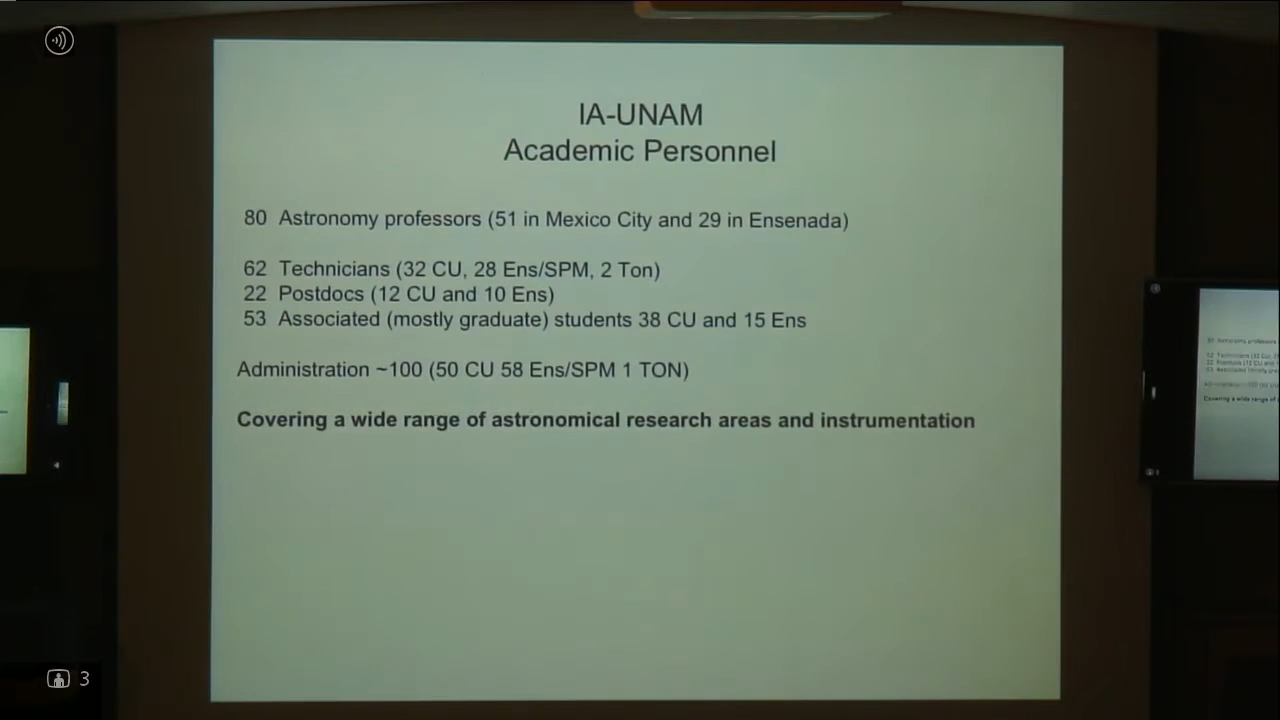 IA-UNAM
Academic Personnel
80 Astronomy professors (51 in Mexico City and 29 in Ensenada)
62 Technicians (32 CU, 28 Ens/SPM, 2 Ton)
22 Postdocs (12 CU and 10 Ens)
53 Associated (mostly graduate) students 38 CU and 15 Ens
Administration ~100 (50 CU 58 Ens/SPM 1 TON)
Covering a wide range of astronomical research areas and instrumentation
3